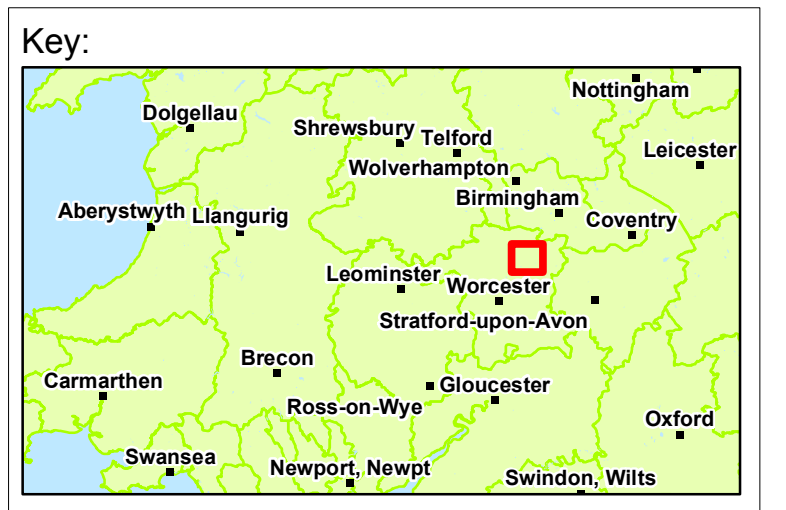 Key:
Nottingham
Dolgellau
Shrewsbury
Telford
Leicester
Wolverhampton
Birmingham
Aberystwyth
Llangurig
Coventry
Leominster
Worcester
Stratford-upon-Avon
Brecon
Carmarthen
Gloucester
Ross-on-Wye
Oxford
Swansea
Newport, Newpt
Swindon, Wilts